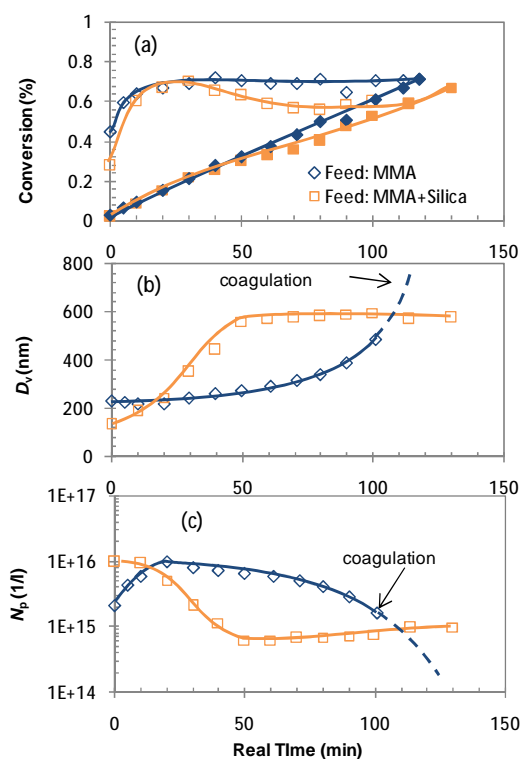 (a)
1
0.8
0.6
0.4
0.2
0
Conversion (%)
Feed: MMA
Feed: MMA+Silica
0 50 100 150
(b)
coagulation
800
600
400
200
0
Dv(nm)
0 50 100 150
(c)
coagulation
1E+17
1E+16
1E+15
1E+14
Np (1/l)
0 50 100 150
Real TIme (min)